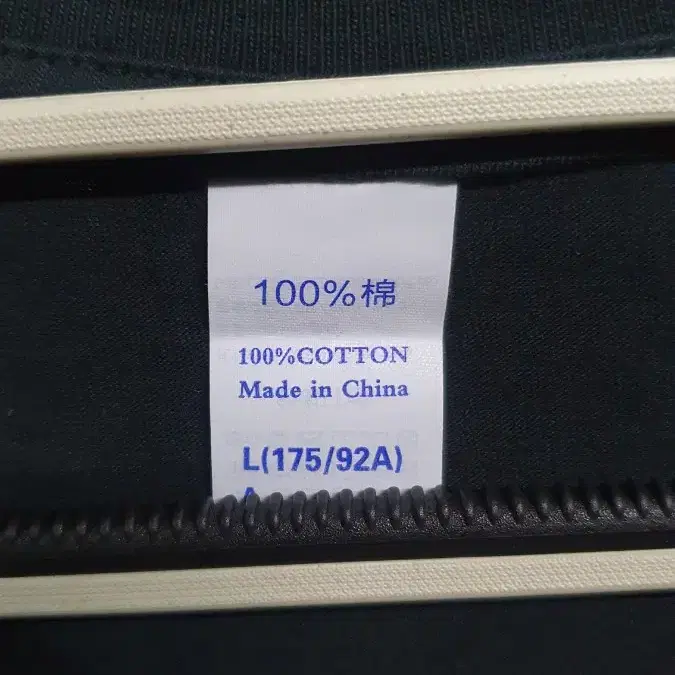 100%棉
100%COTTON
Made in China
L(175/92A)